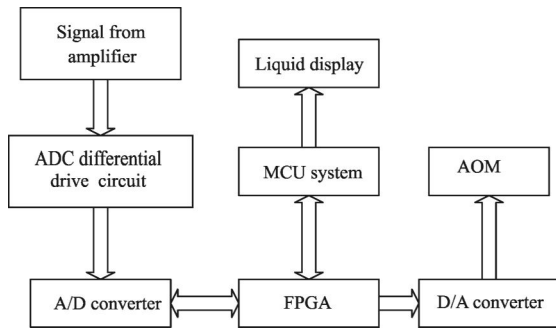 Signal from
amplifier
Liquid display
ADC differential
drive circuit
MCU system
AOM
A/D converter
FPGA
D/A converter